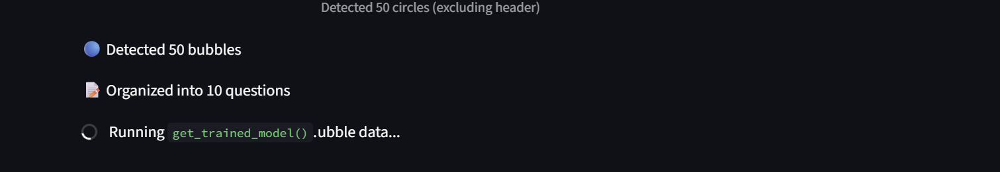 Detected 50 circles (excluding header)
Detected 50 bubbles
Organized into 10 questions
Running get_trained_model() .ubble data...